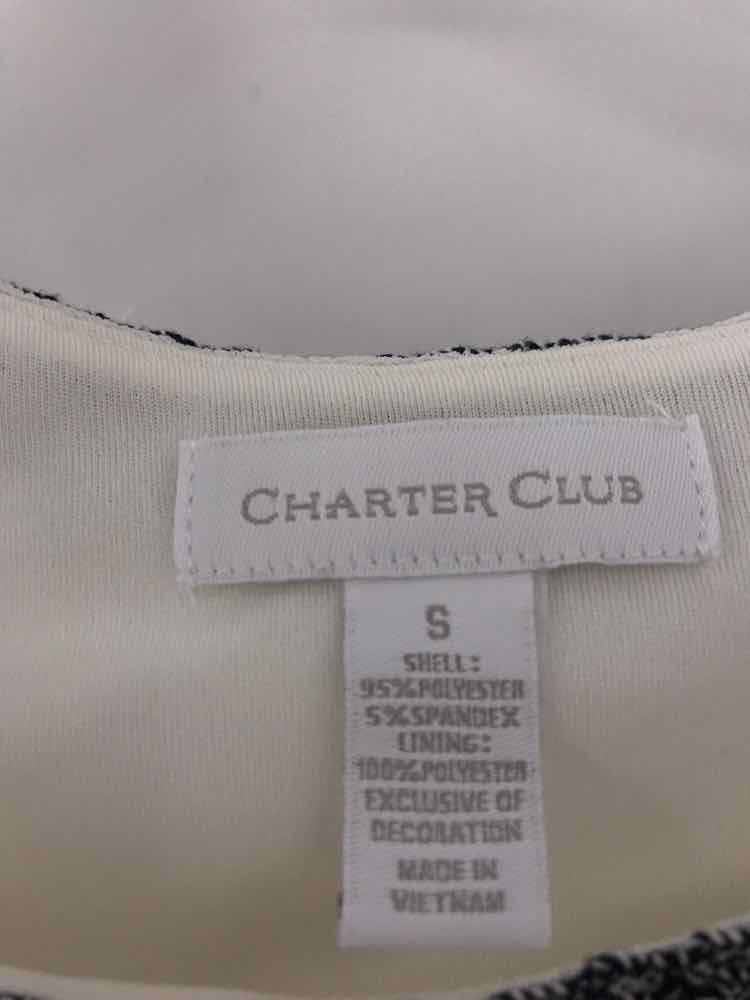 CHARTER CLUB
S
SHELL:
95%POLYESTER
5%SPANDEX
LINING:
100%POLYESTER
EXCLUSIVE OF
DECORATION
MADE IN
VIETNAM